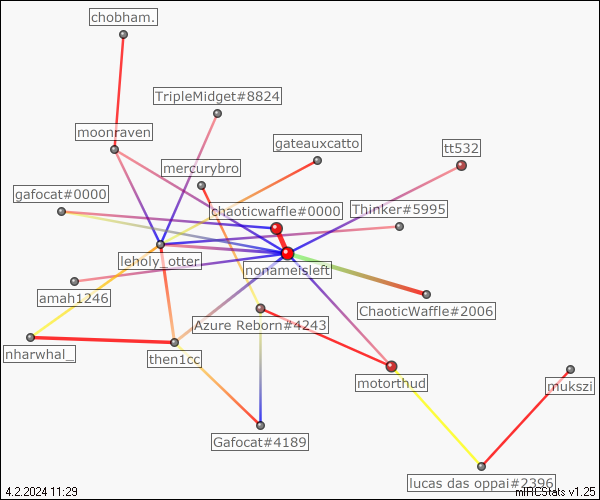 chobham.
TripleMidget#8824
moonraven
gateauxcatto
tt532
mercurybro
gafocat#0000
chaoticwaffle#0000
Thinker#5995
leholy_otter
nonameisleft
amah1246
ChaoticWaffle#2006
Azure Reborn#4243
nharwhal_
then1cc
motorthud
mukszi
Gafocat#4189
lucas das oppai#2396
4.2.2024 11:29
mIRCStats v1.25